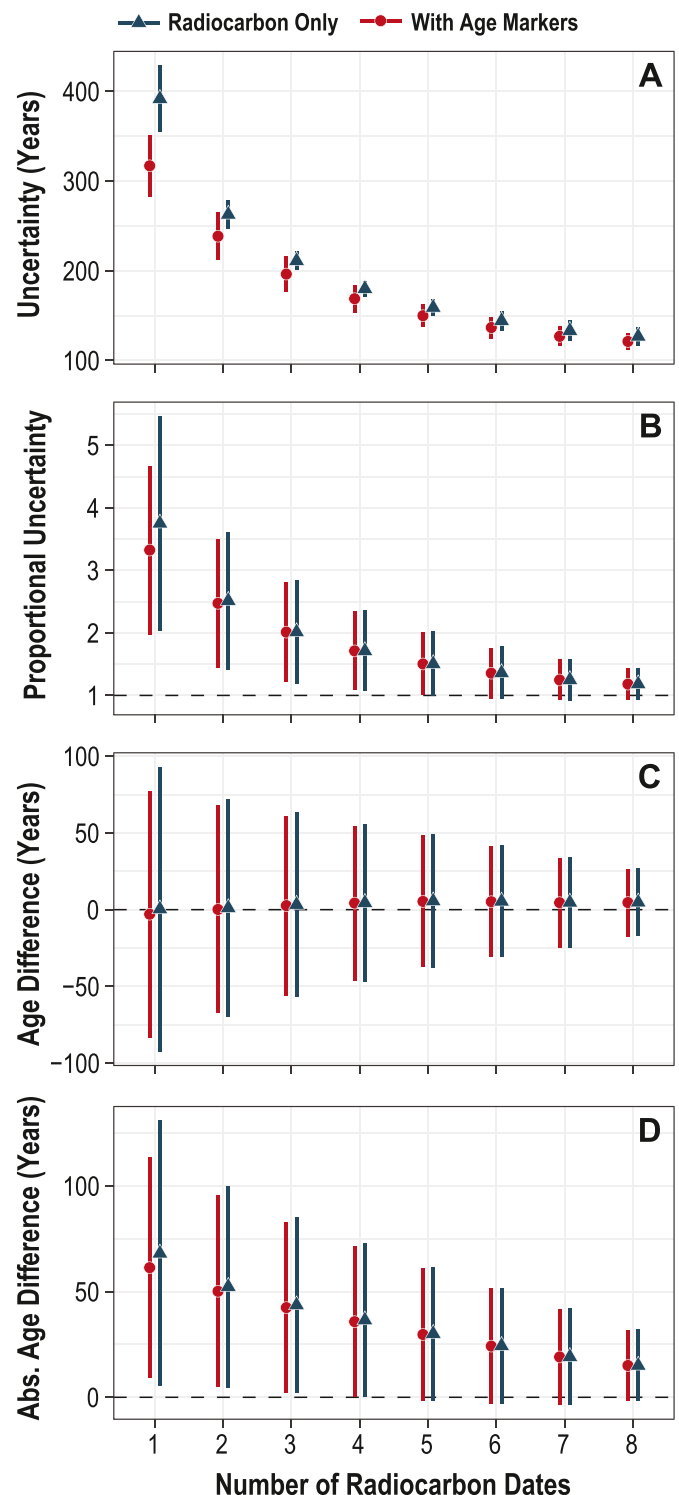 Radiocarbon Only With Age Markers
A
Uncertainty (Years)
400
300
200
100
B
Proportional Uncertainty
5
4
3
2
1
C
Age Difference (Years)
100
50
0
−50
−100
D
Abs. Age Difference (Years)
100
50
0
1 2 3 4 5 6 7 8
Number of Radiocarbon Dates